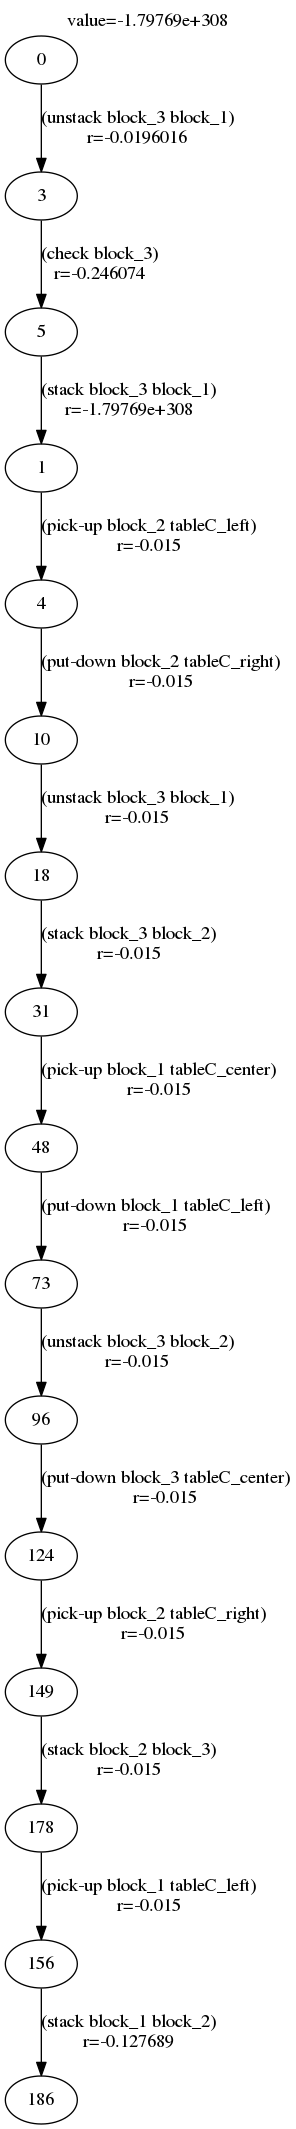 value=-1.79769e+308
0
(unstack block_3 block_1)
r=-0.0196016
3
(check block_3)
r=-0.246074
5
(stack block_3 block_1)
r=-1.79769e+308
1
(pick-up block_2 tableC_left)
r=-0.015
4
(put-down block_2 tableC_right)
r=-0.015
10
(unstack block_3 block_1)
r=-0.015
18
(stack block_3 block_2)
r=-0.015
31
(pick-up block_1 tableC_center)
r=-0.015
48
(put-down block_1 tableC_left)
r=-0.015
73
(unstack block_3 block_2)
r=-0.015
96
(put-down block_3 tableC_center)
r=-0.015
124
(pick-up block_2 tableC_right)
r=-0.015
149
(stack block_2 block_3)
r=-0.015
178
(pick-up block_1 tableC_left)
r=-0.015
156
(stack block_1 block_2)
r=-0.127689
186